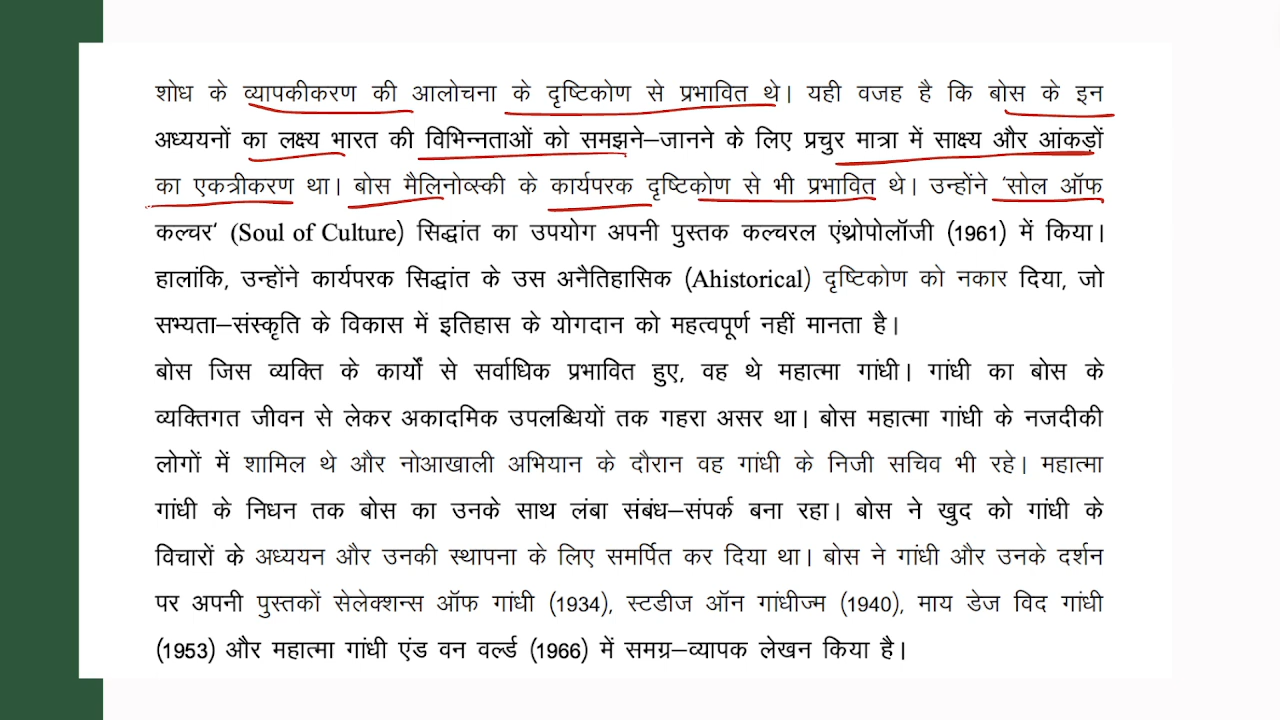 शोध के व्यापकीकरण की आलोचना के दृष्टिकोण से प्रभावित थे। यही वजह है कि बोस के इन
अध्ययनों का लक्ष्य भारत की विभिन्नताओं को समझने–जानने के लिए प्रचुर मात्रा में साक्ष्य और आंकड़ों
का एकत्रीकरण था। बोस मैलिनोव्स्की के कार्यपरक दृष्टिकोण से भी प्रभावित थे। उन्होंने ‘सोल ऑफ
कल्चर’ (Soul of Culture) सिद्धांत का उपयोग अपनी पुस्तक कल्चरल एंथ्रोपोलॉजी (1961) में किया।
हालांकि, उन्होंने कार्यपरक सिद्धांत के उस अनैतिहासिक (Ahistorical) दृष्टिकोण को नकार दिया, जो
सभ्यता–संस्कृति के विकास में इतिहास के योगदान को महत्वपूर्ण नहीं मानता है।
बोस जिस व्यक्ति के कार्यों से सर्वाधिक प्रभावित हुए, वह थे महात्मा गांधी। गांधी का बोस के
व्यक्तिगत जीवन से लेकर अकादमिक उपलब्धियों तक गहरा असर था। बोस महात्मा गांधी के नजदीकी
लोगों में शामिल थे और नोआखाली अभियान के दौरान वह गांधी के निजी सचिव भी रहे। महात्मा
गांधी के निधन तक बोस का उनके साथ लंबा संबंध–संपर्क बना रहा। बोस ने खुद को गांधी के
विचारों के अध्ययन और उनकी स्थापना के लिए समर्पित कर दिया था। बोस ने गांधी और उनके दर्शन
पर अपनी पुस्तकों सेलेक्शन्स ऑफ गांधी (1934), स्टडीज ऑन गांधीज्म (1940), माय डेज विद गांधी
(1953) और महात्मा गांधी एंड वन वर्ल्ड (1966) में समग्र–व्यापक लेखन किया है।